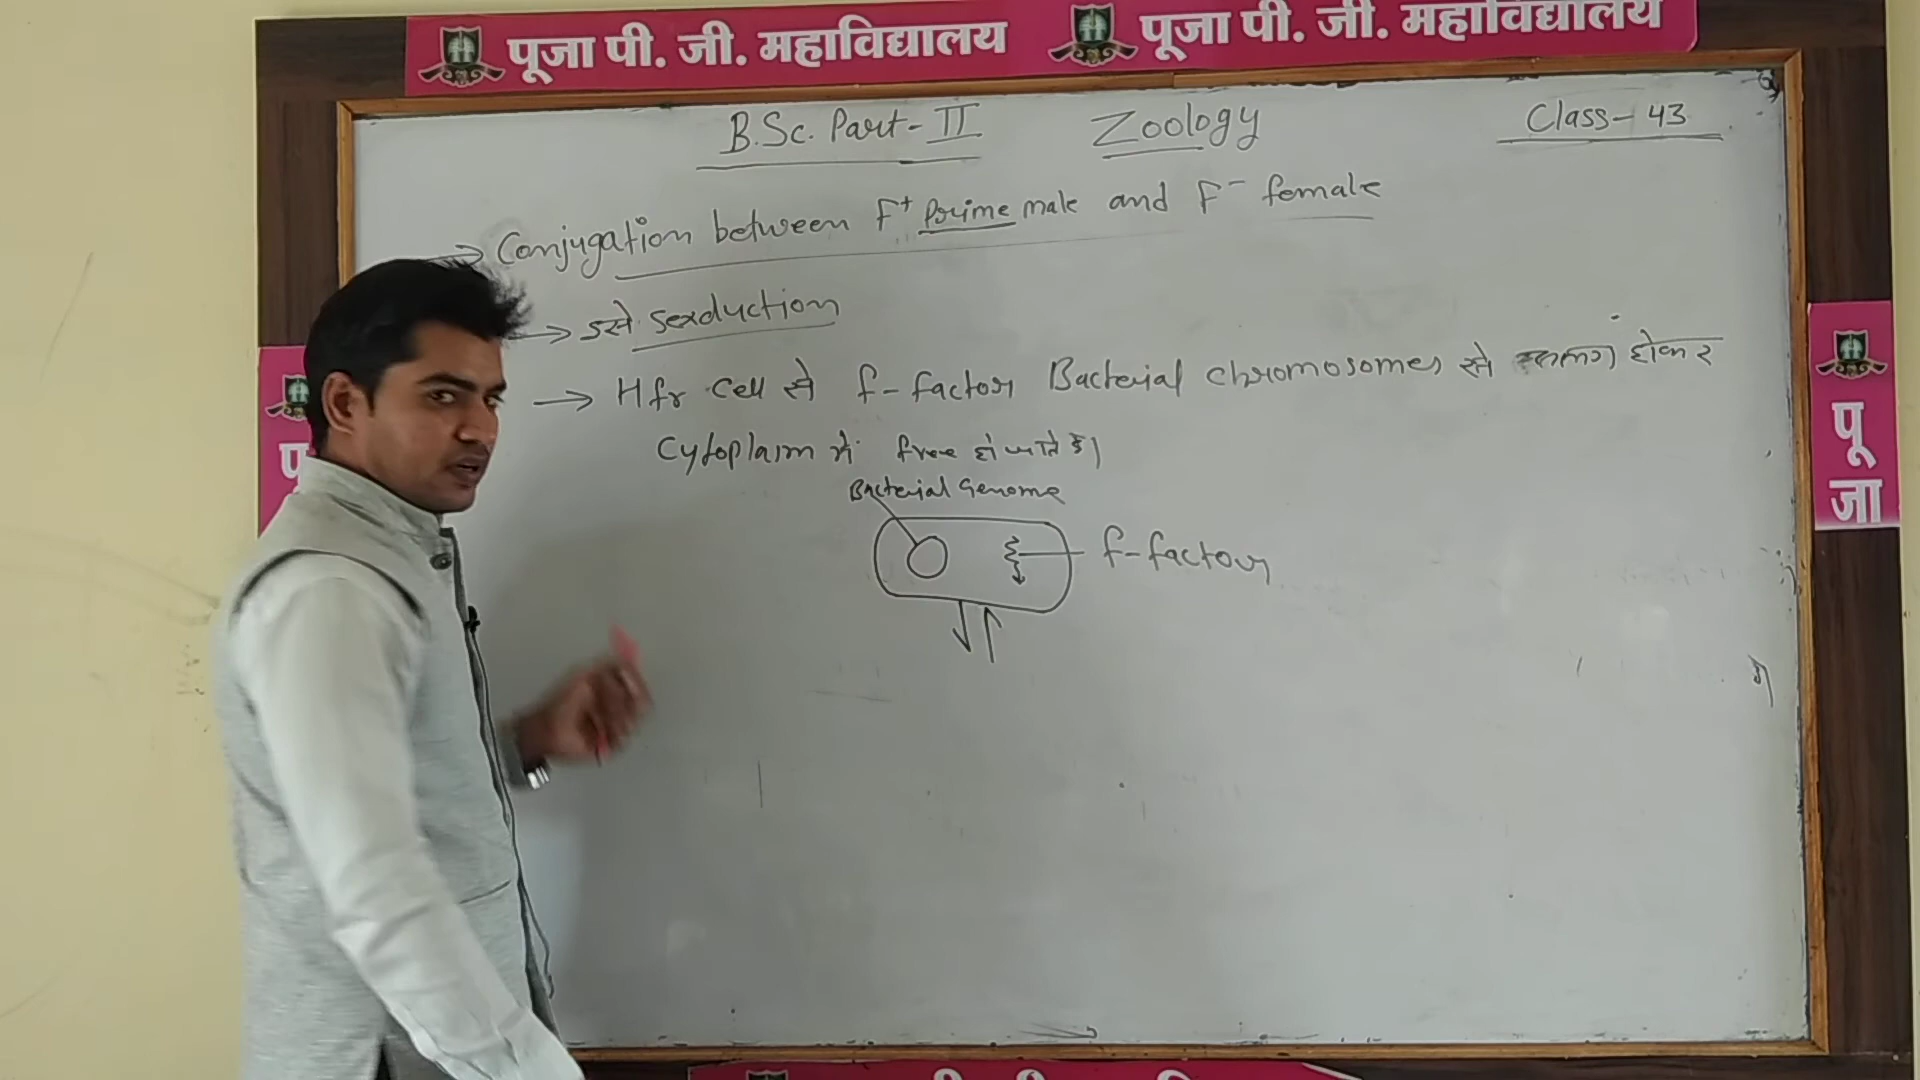 पूजा पी. जी. महाविद्यालय पूजा पी. जी. महाविद्यालय
B.Sc. Part-II Zoology Class-43
→ Conjugation between F⁺ Prime male and F⁻ female
→ इसे sexduction
→ Hfr Cell से f-factor Bacterial chromosomes से अलग होकर
Cytoplasm में free हो जाते है।
Bacterial Genome
f-factor
पू
पू
जा